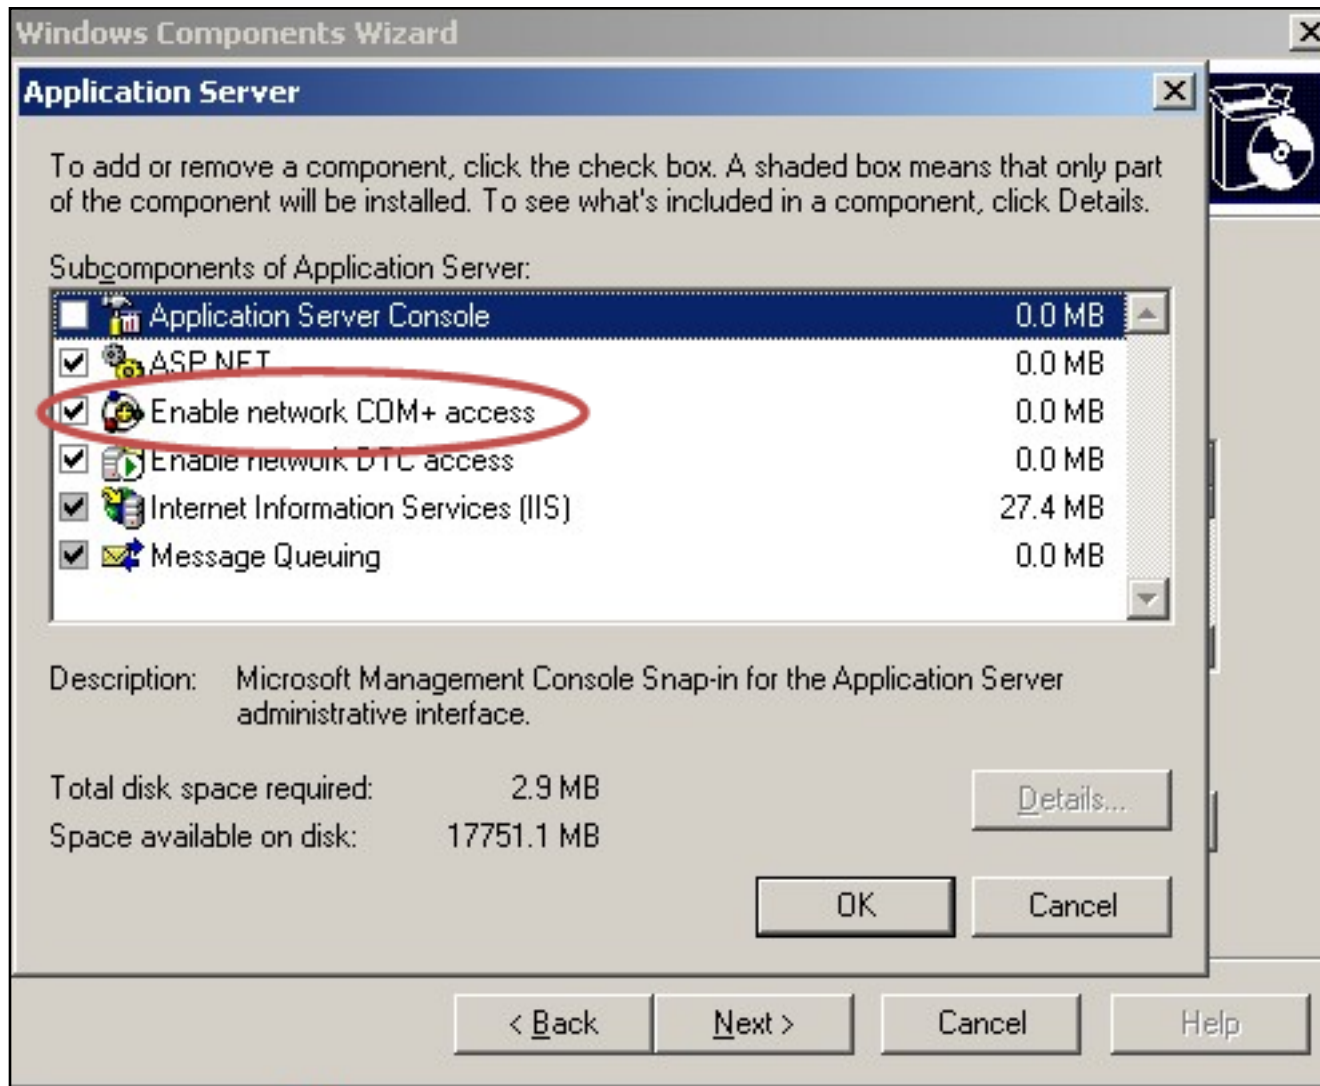 Windows Components Wizard
Application Server
To add or remove a component, click the check box. A shaded box means that only part
of the component will be installed. To see what's included in a component, click Details.
Subcomponents of Application Server:
Application Server Console 0.0 MB
ASP.NET 0.0 MB
Enable network COM+ access 0.0 MB
Enable network DTC access 0.0 MB
Internet Information Services (IIS) 27.4 MB
Message Queuing 0.0 MB
Description: Microsoft Management Console Snap-in for the Application Server
administrative interface.
Total disk space required: 2.9 MB
Details...
Space available on disk: 17751.1 MB
OK Cancel
< Back Next > Cancel Help